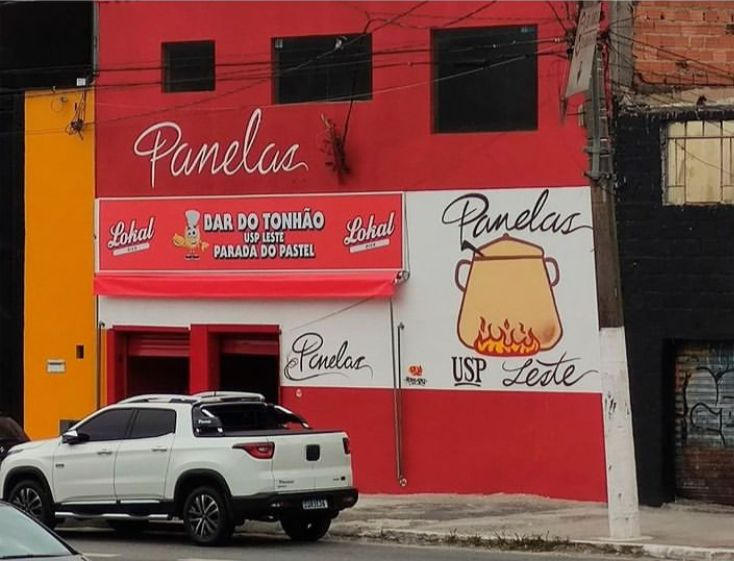 Panelas
Lokal
BAR DO TONHÃO
USP LESTE
PARADA DO PASTEL
Lokal
Panelas
Panelas
USP Leste